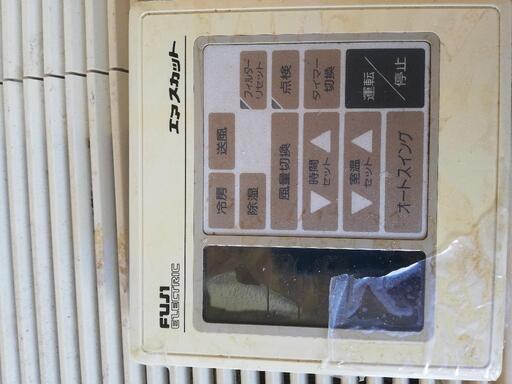 FUJI
ELECTRIC
エアスカット
冷房
送風
除湿
フィルター
リセット
風量切換
点検
時間
セット
タイマー
切換
室温
セット
オートスイング
運転/停止